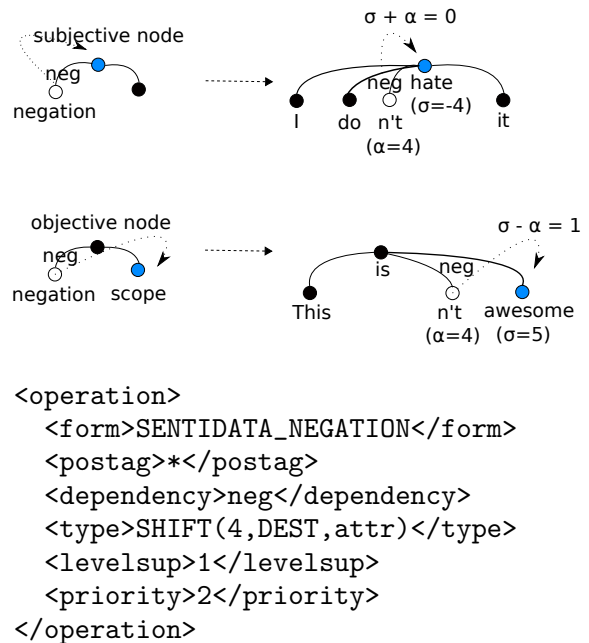 σ + α = 0
subjective node
neg
neg hate
negation
(σ=-4)
I do n't it
(α=4)
objective node
σ - α = 1
neg
is
neg
negation scope
This n't awesome
(α=4) (σ=5)
<operation>
<form>SENTIDATA_NEGATION</form>
<postag>*</postag>
<dependency>neg</dependency>
<type>SHIFT(4,DEST,attr)</type>
<levelsup>1</levelsup>
<priority>2</priority>
</operation>